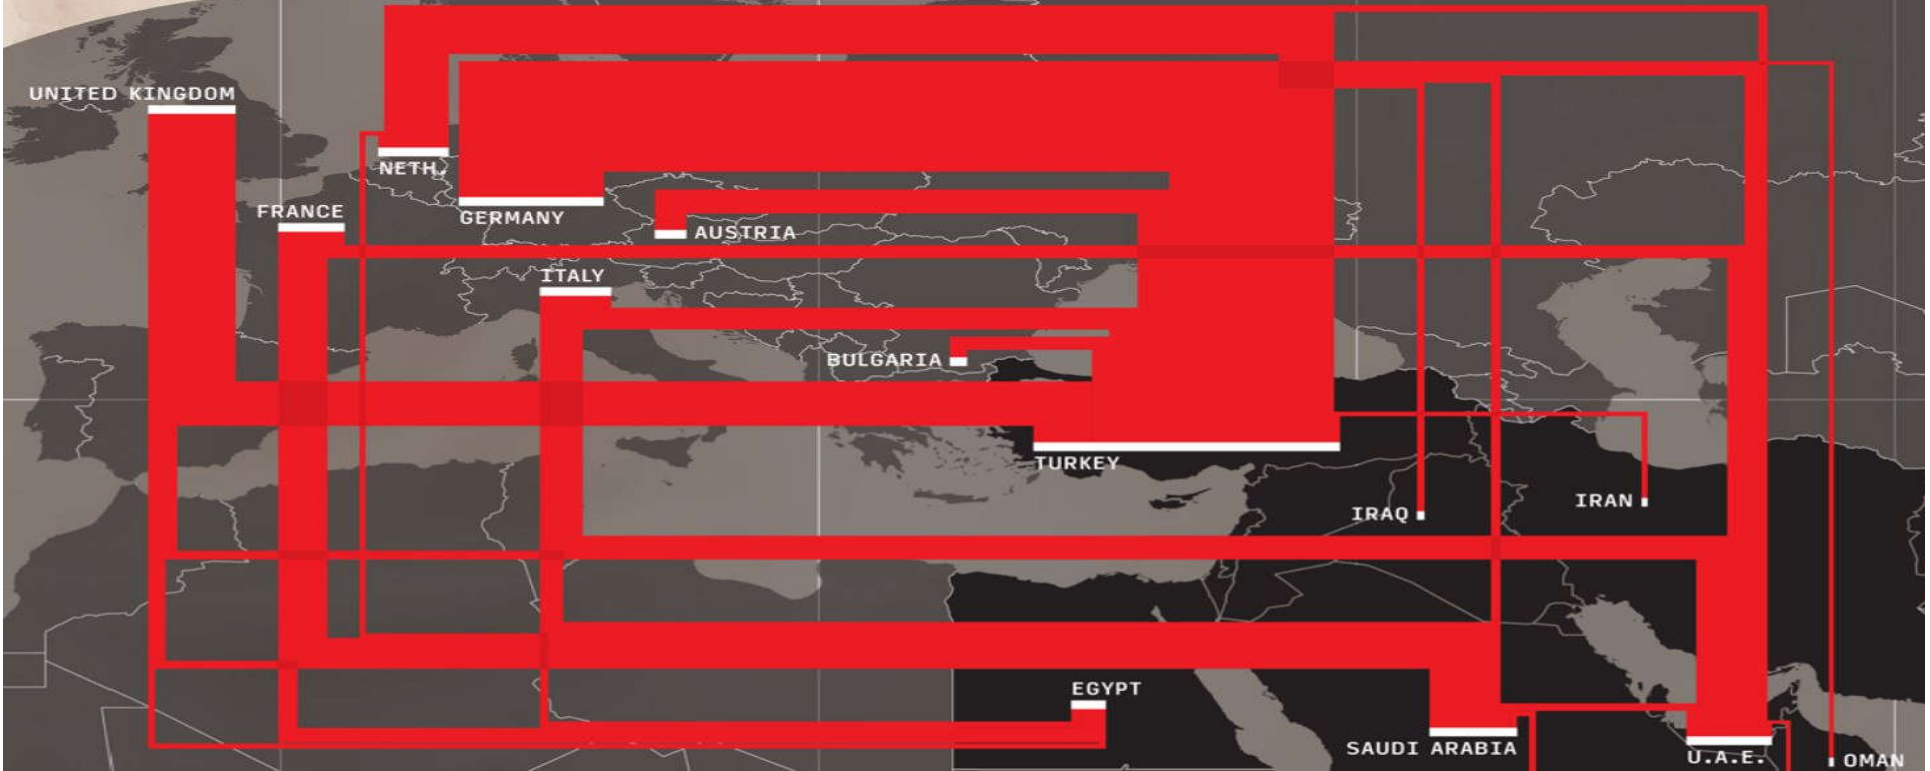 UNITED KINGDOM
NETH.
FRANCE
GERMANY
AUSTRIA
ITALY
BULGARIA
TURKEY
IRAQ
IRAN
EGYPT
SAUDI ARABIA
U.A.E.
OMAN